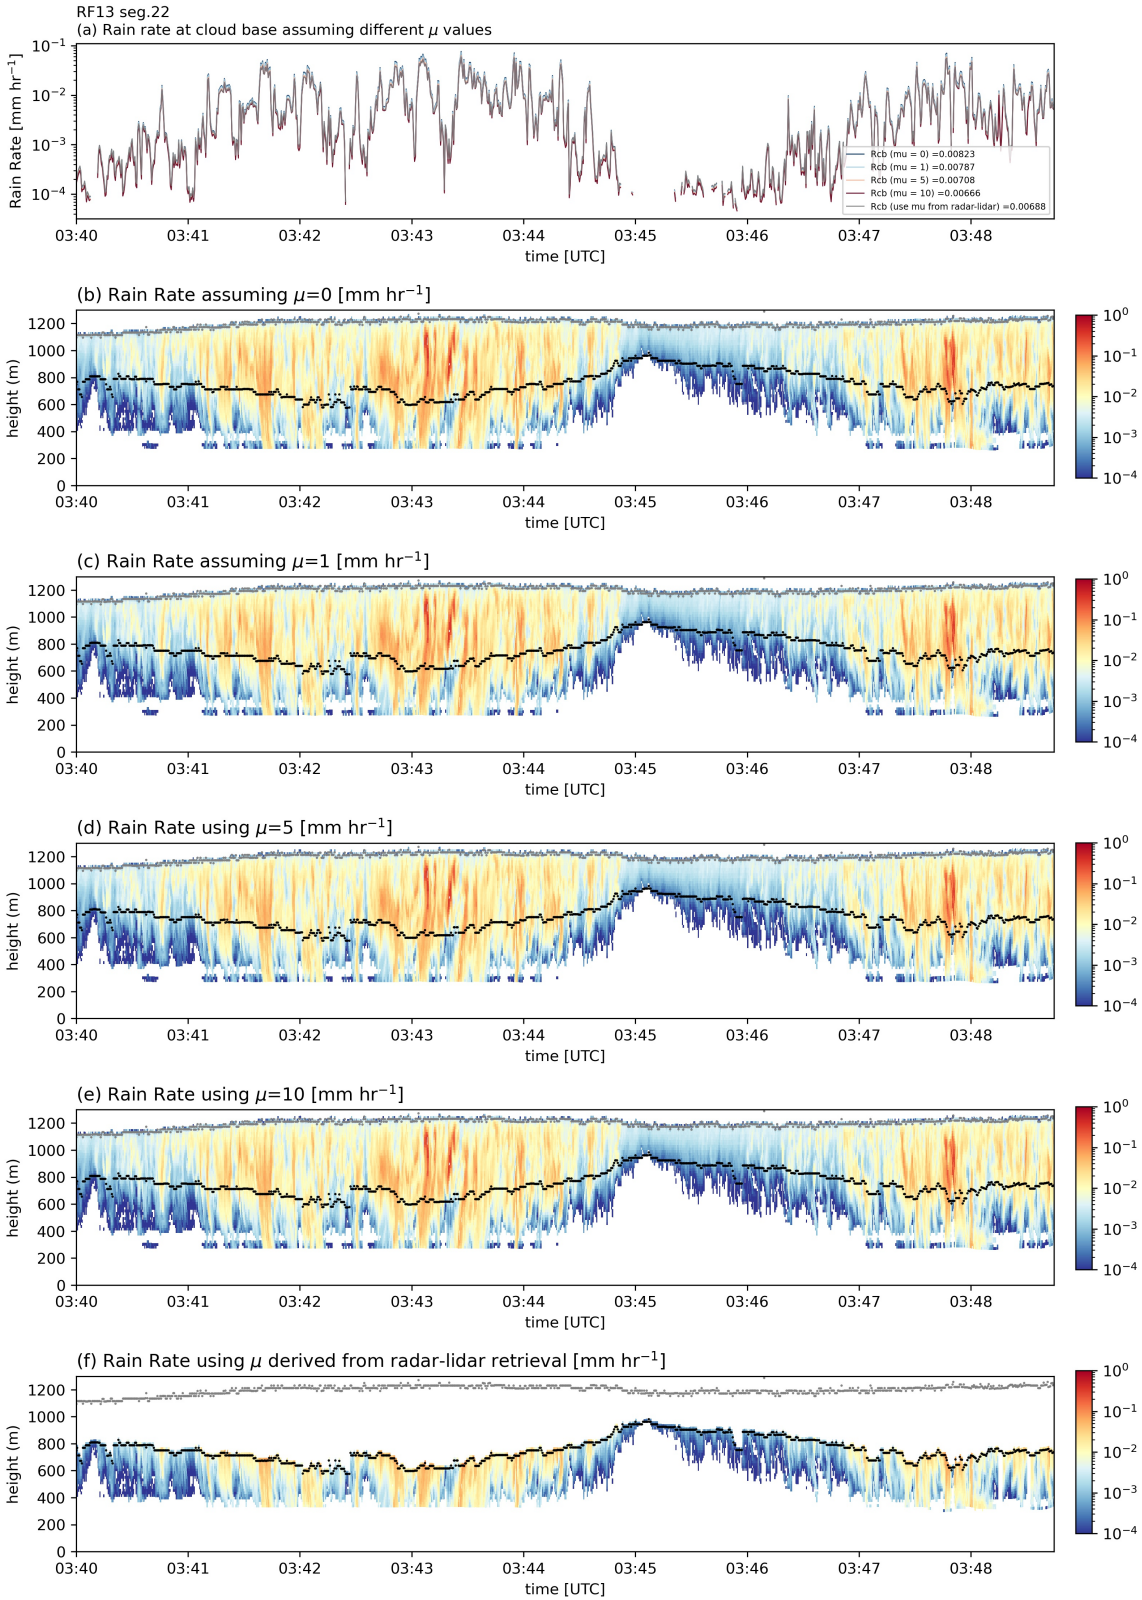 RF13 seg.22
(a) Rain rate at cloud base assuming different μ values
10⁻¹
10⁻²
10⁻³
10⁻⁴
Rain Rate [mm hr⁻¹]
Rcb (mu = 0) =0.00823
Rcb (mu = 1) =0.00787
Rcb (mu = 5) =0.00708
Rcb (mu = 10) =0.00666
Rcb (use mu from radar-lidar) =0.00688
03:40 03:41 03:42 03:43 03:44 03:45 03:46 03:47 03:48
time [UTC]
(b) Rain Rate assuming μ=0 [mm hr⁻¹]
1200
1000
800
600
400
200
0
height (m)
03:40 03:41 03:42 03:43 03:44 03:45 03:46 03:47 03:48
time [UTC]
10⁰
10⁻¹
10⁻²
10⁻³
10⁻⁴
(c) Rain Rate assuming μ=1 [mm hr⁻¹]
1200
1000
800
600
400
200
0
height (m)
03:40 03:41 03:42 03:43 03:44 03:45 03:46 03:47 03:48
time [UTC]
10⁰
10⁻¹
10⁻²
10⁻³
10⁻⁴
(d) Rain Rate using μ=5 [mm hr⁻¹]
1200
1000
800
600
400
200
0
height (m)
03:40 03:41 03:42 03:43 03:44 03:45 03:46 03:47 03:48
time [UTC]
10⁰
10⁻¹
10⁻²
10⁻³
10⁻⁴
(e) Rain Rate using μ=10 [mm hr⁻¹]
1200
1000
800
600
400
200
0
height (m)
03:40 03:41 03:42 03:43 03:44 03:45 03:46 03:47 03:48
time [UTC]
10⁰
10⁻¹
10⁻²
10⁻³
10⁻⁴
(f) Rain Rate using μ derived from radar-lidar retrieval [mm hr⁻¹]
1200
1000
800
600
400
200
0
height (m)
03:40 03:41 03:42 03:43 03:44 03:45 03:46 03:47 03:48
time [UTC]
10⁰
10⁻¹
10⁻²
10⁻³
10⁻⁴